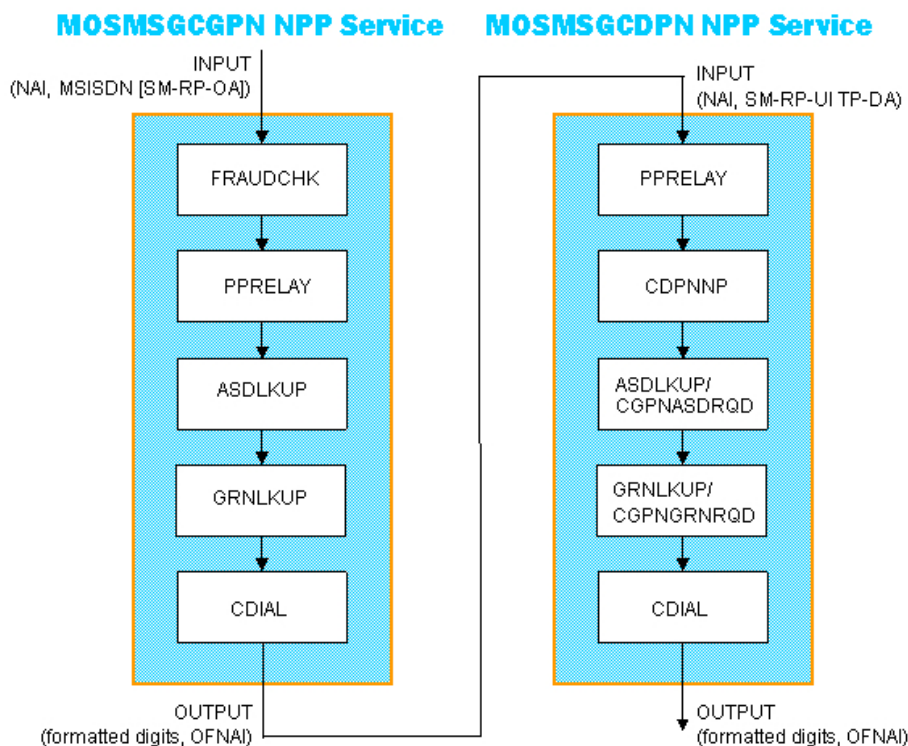 MOSMSGCGPN NPP Service
INPUT
(NAI, MSISDN [SM-RP-OA])
FRAUDCHK
PPRELAY
ASDLKUP
GRNLKUP
CDIAL
OUTPUT
(formatted digits, OFNAI)
MOSMSGCDPN NPP Service
INPUT
(NAI, SM-RP-UI TP-DA)
PPRELAY
CDPNNP
ASDLKUP/
CGPNASDRQD
GRNLKUP/
CGPNGRNRQD
CDIAL
OUTPUT
(formatted digits, OFNAI)